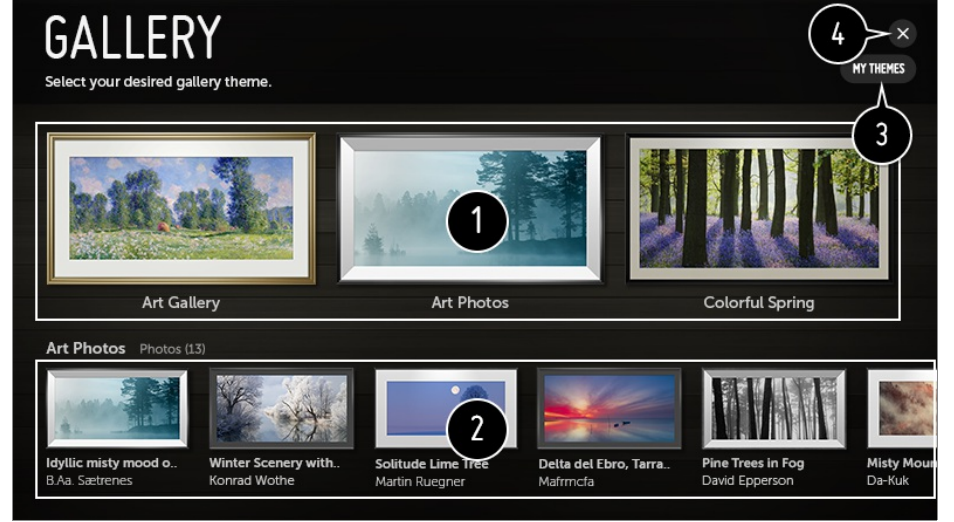 GALLERY
Select your desired gallery theme.
4
MY THEMES
3
1
Art Gallery
Art Photos
Colorful Spring
Art Photos Photos (13)
2
Idyllic misty mood o..
B.Aa. Sætrenes
Winter Scenery with..
Konrad Wothe
Solitude Lime Tree
Martin Ruegner
Delta del Ebro, Tarra..
Mafrmcfa
Pine Trees in Fog
David Epperson
Misty Moun
Da-Kuk